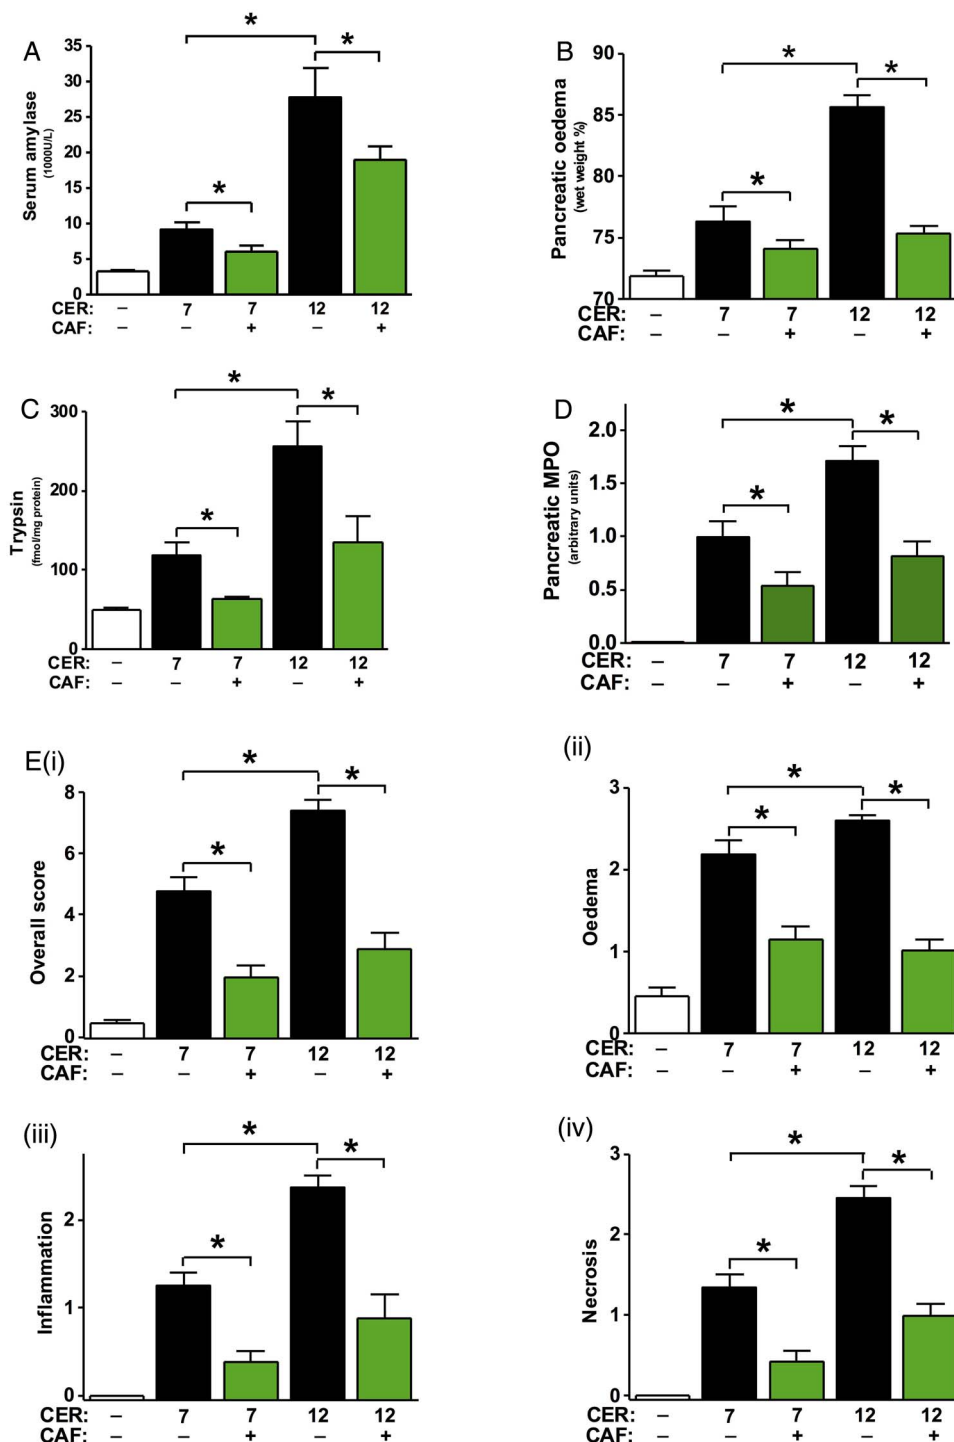 A
Serum amylase
(1000U/L)
35
30
25
20
15
10
5
0
* * *
CER: – 7 7 12 12
CAF: – – + – +
B
Pancreatic oedema
(wet weight %)
90
85
80
75
70
* * *
CER: – 7 7 12 12
CAF: – – + – +
C
Trypsin
(fmol/mg protein)
300
200
100
0
* * *
CER: – 7 7 12 12
CAF: – – + – +
D
Pancreatic MPO
(arbitrary units)
2.0
1.5
1.0
0.5
0.0
* * *
CER: – 7 7 12 12
CAF: – – + – +
E(i)
Overall score
8
6
4
2
0
* * *
CER: – 7 7 12 12
CAF: – – + – +
(ii)
Oedema
3
2
1
0
* * *
CER: – 7 7 12 12
CAF: – – + – +
(iii)
Inflammation
2
1
0
* * *
CER: – 7 7 12 12
CAF: – – + – +
(iv)
Necrosis
3
2
1
0
* * *
CER: – 7 7 12 12
CAF: – – + – +